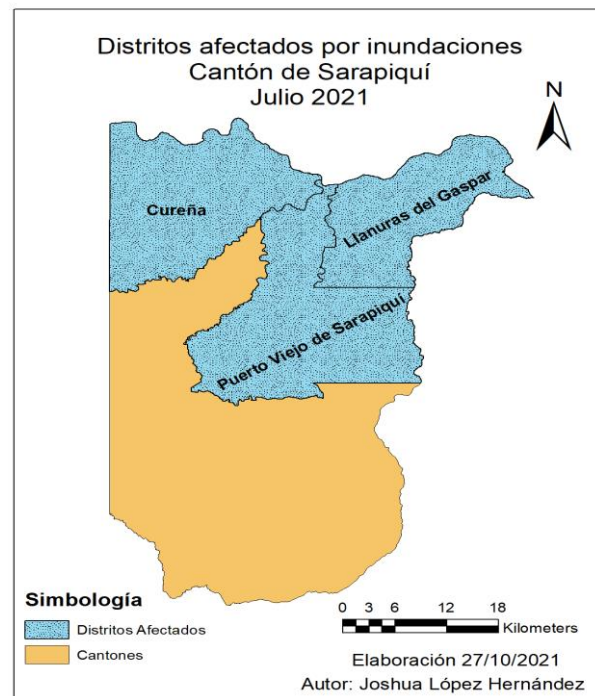 Distritos afectados por inundaciones
Cantón de Sarapiquí
Julio 2021
N
Cureña
Llanuras del Gaspar
Puerto Viejo de Sarapiquí
Simbología
Distritos Afectados
Cantones
0 3 6 12 18
Kilometers
Elaboración 27/10/2021
Autor: Joshua López Hernández